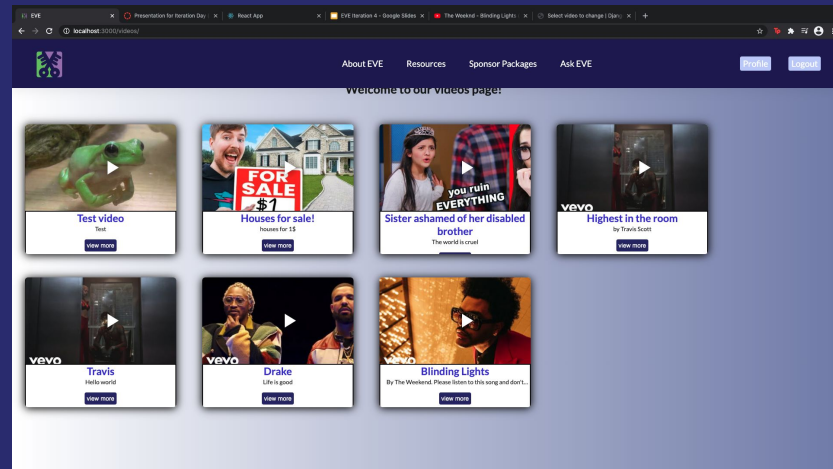 EVE
Presentation for Iteration Day
React App
EVE Iteration 4 - Google Slides
The Weeknd - Blinding Lights
Select video to change | Djang
localhost:3000/videos/
About EVE Resources Sponsor Packages Ask EVE Profile Logout
Welcome to our videos page!
FOR
SALE
$1
you ruin
EVERYTHING
vevo
Test video
Test
view more
Houses for sale!
houses for 1$
view more
Sister ashamed of her disabled
brother
The world is cruel
Highest in the room
by Travis Scott
view more
vevo
Travis
Hello world
view more
vevo
Drake
Life is good
view more
vevo
Blinding Lights
By The Weekend. Please listen to this song and don't...
view more